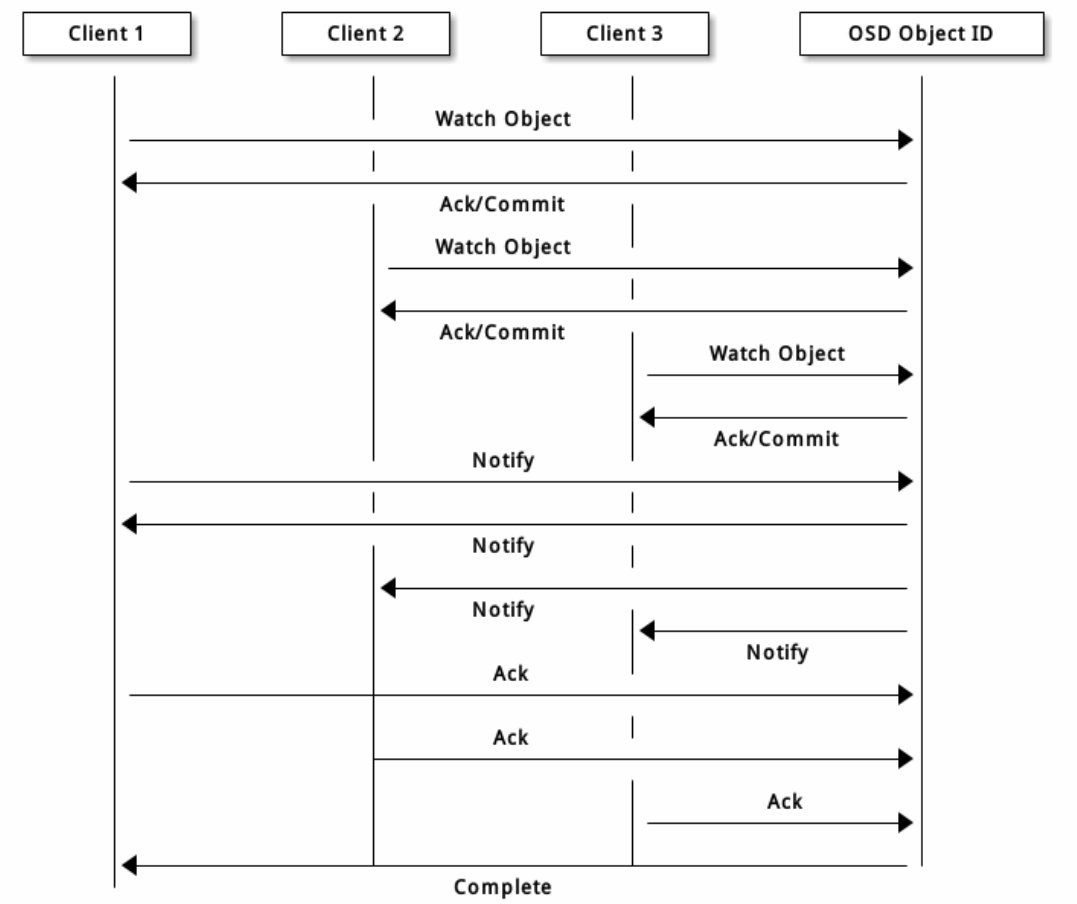 Client 1
Client 2
Client 3
OSD Object ID
Watch Object
Ack/Commit
Watch Object
Ack/Commit
Watch Object
Ack/Commit
Notify
Notify
Notify
Notify
Ack
Ack
Ack
Complete